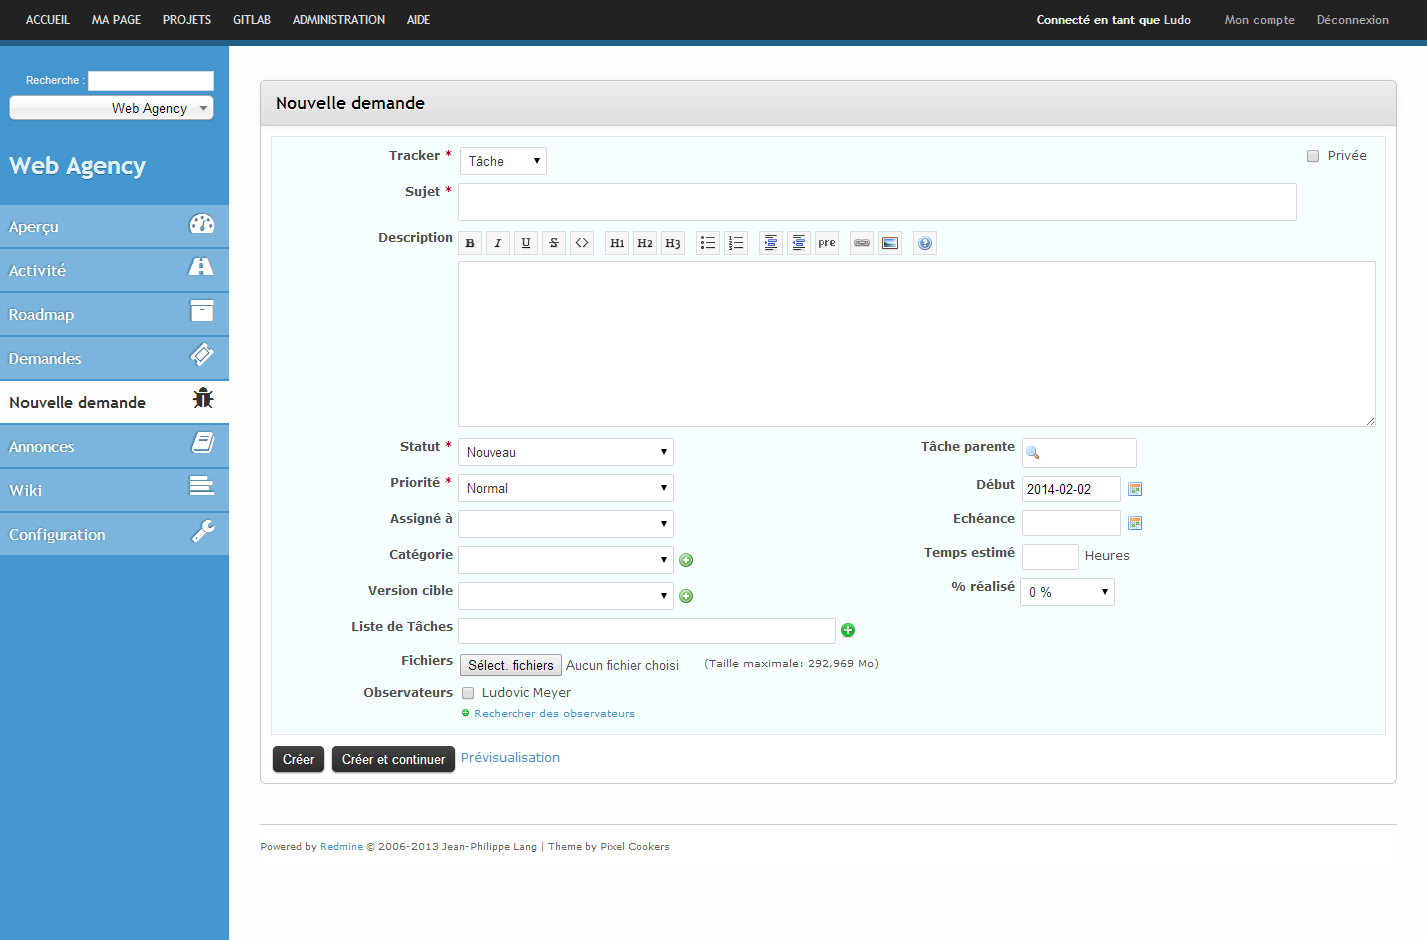 ACCUEIL MA PAGE PROJETS GITLAB ADMINISTRATION AIDE Connecté en tant que Ludo Mon compte Déconnexion
Recherche :
Web Agency
Web Agency
Aperçu
Activité
Roadmap
Demandes
Nouvelle demande
Annonces
Wiki
Configuration
Nouvelle demande
Tracker * Tâche Privée
Sujet *
Description B I U S <> H1 H2 H3 pre
Statut * Nouveau Tâche parente
Priorité * Normal Début 2014-02-02
Assigné à Echéance
Catégorie Temps estimé Heures
Version cible % réalisé 0 %
Liste de Tâches
Fichiers Sélect. fichiers Aucun fichier choisi (Taille maximale: 292,969 Mo)
Observateurs Ludovic Meyer
Rechercher des observateurs
Créer Créer et continuer Prévisualisation
Powered by Redmine © 2006-2013 Jean-Philippe Lang | Theme by Pixel Cookers